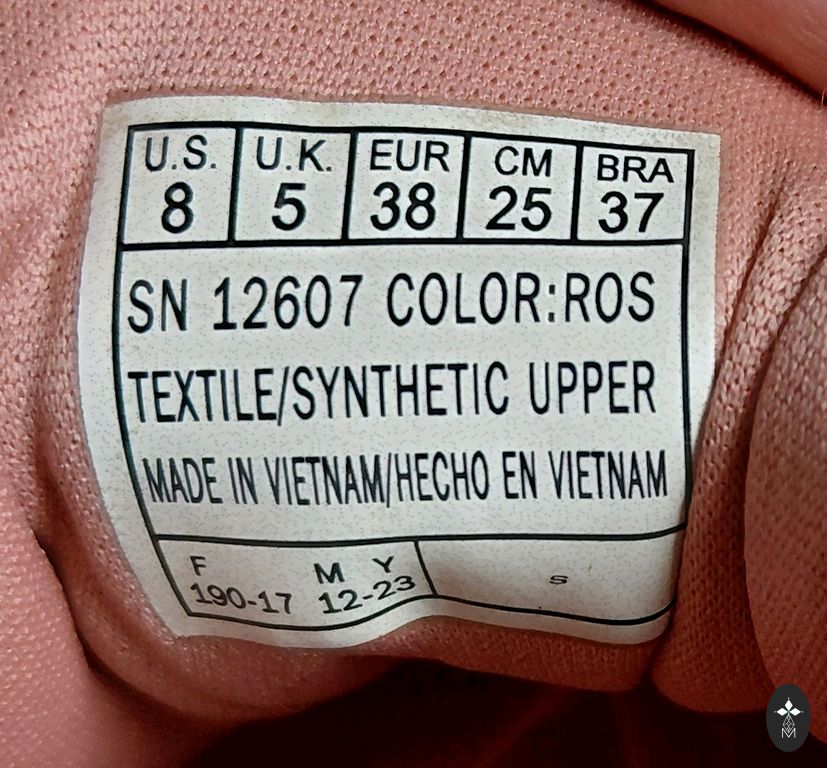 U.S. U.K. EUR CM BRA
8 5 38 25 37
SN 12607 COLOR:ROS
TEXTILE/SYNTHETIC UPPER
MADE IN VIETNAM/HECHO EN VIETNAM
F M Y
190-17 12-23 S
M